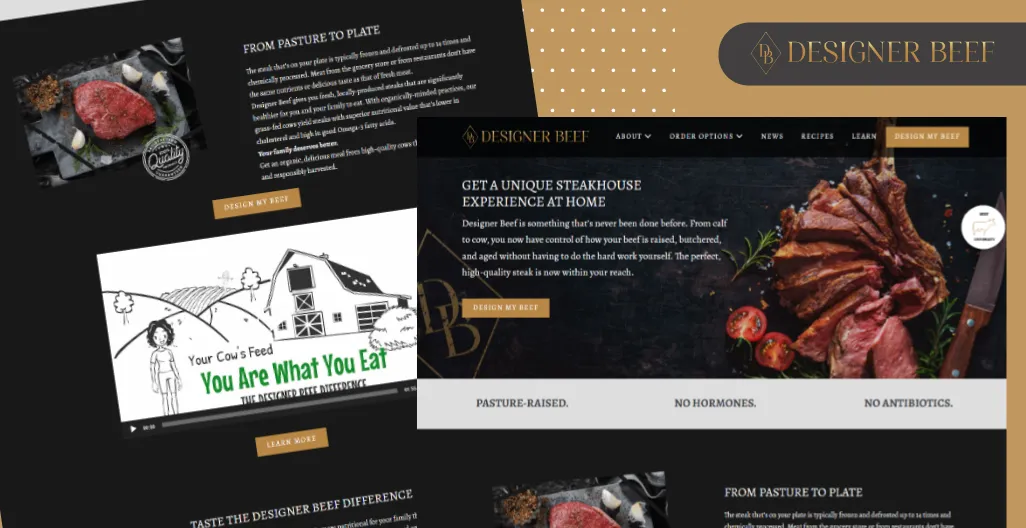 FROM PASTURE TO PLATE
The steak that's on your plate is typically frozen and defrosted up to 14 times and
chemically processed. Meat from the grocery store or from restaurants don't have
the same nutrients or delicious taste as that of fresh meat.
Designer Beef gives you fresh, locally-produced steaks that are significantly
healthier for you and your family to eat. With organically-minded practices, our
grass-fed cows yield steaks with superior nutritional value that's lower in
cholesterol and high in good Omega-3 fatty acids.
Your family deserves better.
Get an organic, delicious meal from high-quality cows th
and responsibly harvested.
Quality
DESIGN MY BEEF
Your Cow's Feed
You Are What You Eat
THE DESIGNER BEEF DIFFERENCE
00:00
LEARN MORE
TASTE THE DESIGNER BEEF DIFFERENCE
nutritional for your family th
DB DESIGNER BEEF
DB DESIGNER BEEF
ABOUT
ORDER OPTIONS
NEWS
RECIPES
LEARN
DESIGN MY BEEF
GET A UNIQUE STEAKHOUSE
EXPERIENCE AT HOME
Designer Beef is something that's never been done before. From calf
to cow, you now have control of how your beef is raised, butchered,
and aged without having to do the hard work yourself. The perfect,
high-quality steak is now within your reach.
DESIGN MY BEEF
DB
PASTURE-RAISED.
NO HORMONES.
NO ANTIBIOTICS.
FROM PASTURE TO PLATE
The steak that's on your plate is typically frozen and defrosted up to 14 times and
chemically processed. Meat from the grocery store or from restaurants don't have